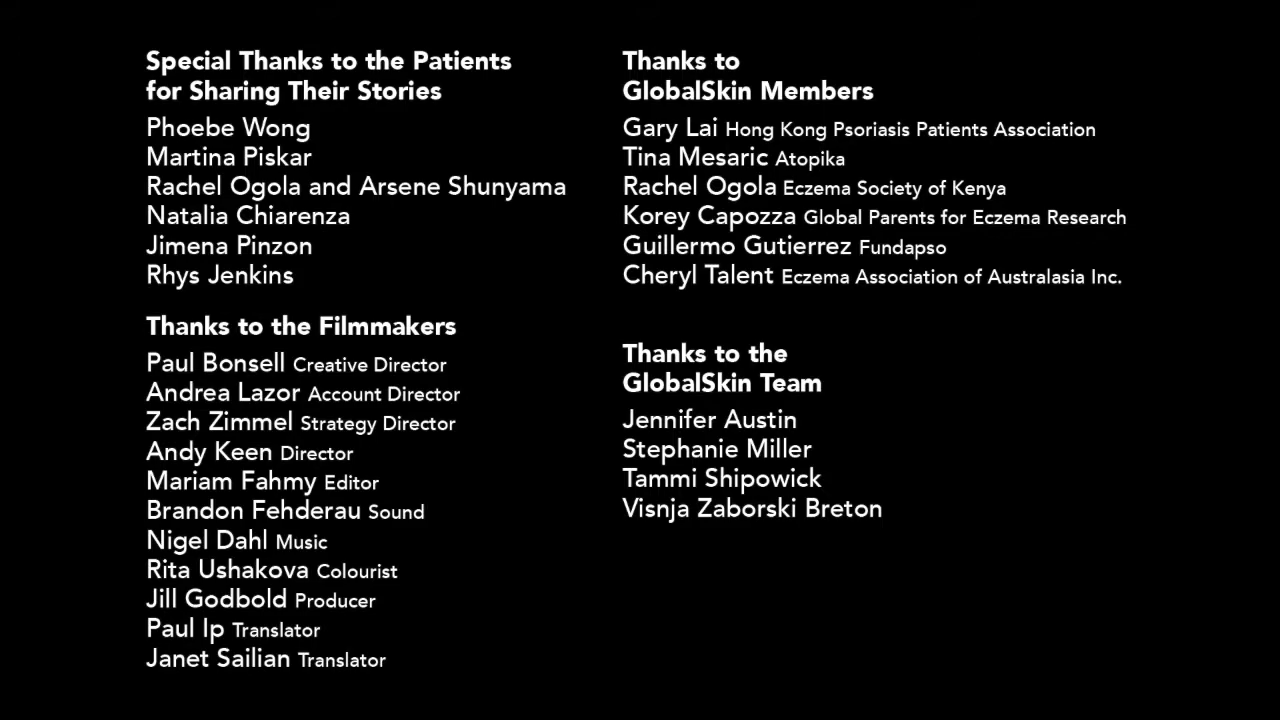 Special Thanks to the Patients
for Sharing Their Stories
Phoebe Wong
Martina Piskar
Rachel Ogola and Arsene Shunyama
Natalia Chiarenza
Jimena Pinzon
Rhys Jenkins
Thanks to the Filmmakers
Paul Bonsell Creative Director
Andrea Lazor Account Director
Zach Zimmel Strategy Director
Andy Keen Director
Mariam Fahmy Editor
Brandon Fehderau Sound
Nigel Dahl Music
Rita Ushakova Colourist
Jill Godbold Producer
Paul Ip Translator
Janet Sailian Translator
Thanks to
GlobalSkin Members
Gary Lai Hong Kong Psoriasis Patients Association
Tina Mesaric Atopika
Rachel Ogola Eczema Society of Kenya
Korey Capozza Global Parents for Eczema Research
Guillermo Gutierrez Fundapso
Cheryl Talent Eczema Association of Australasia Inc.
Thanks to the
GlobalSkin Team
Jennifer Austin
Stephanie Miller
Tammi Shipowick
Visnja Zaborski Breton